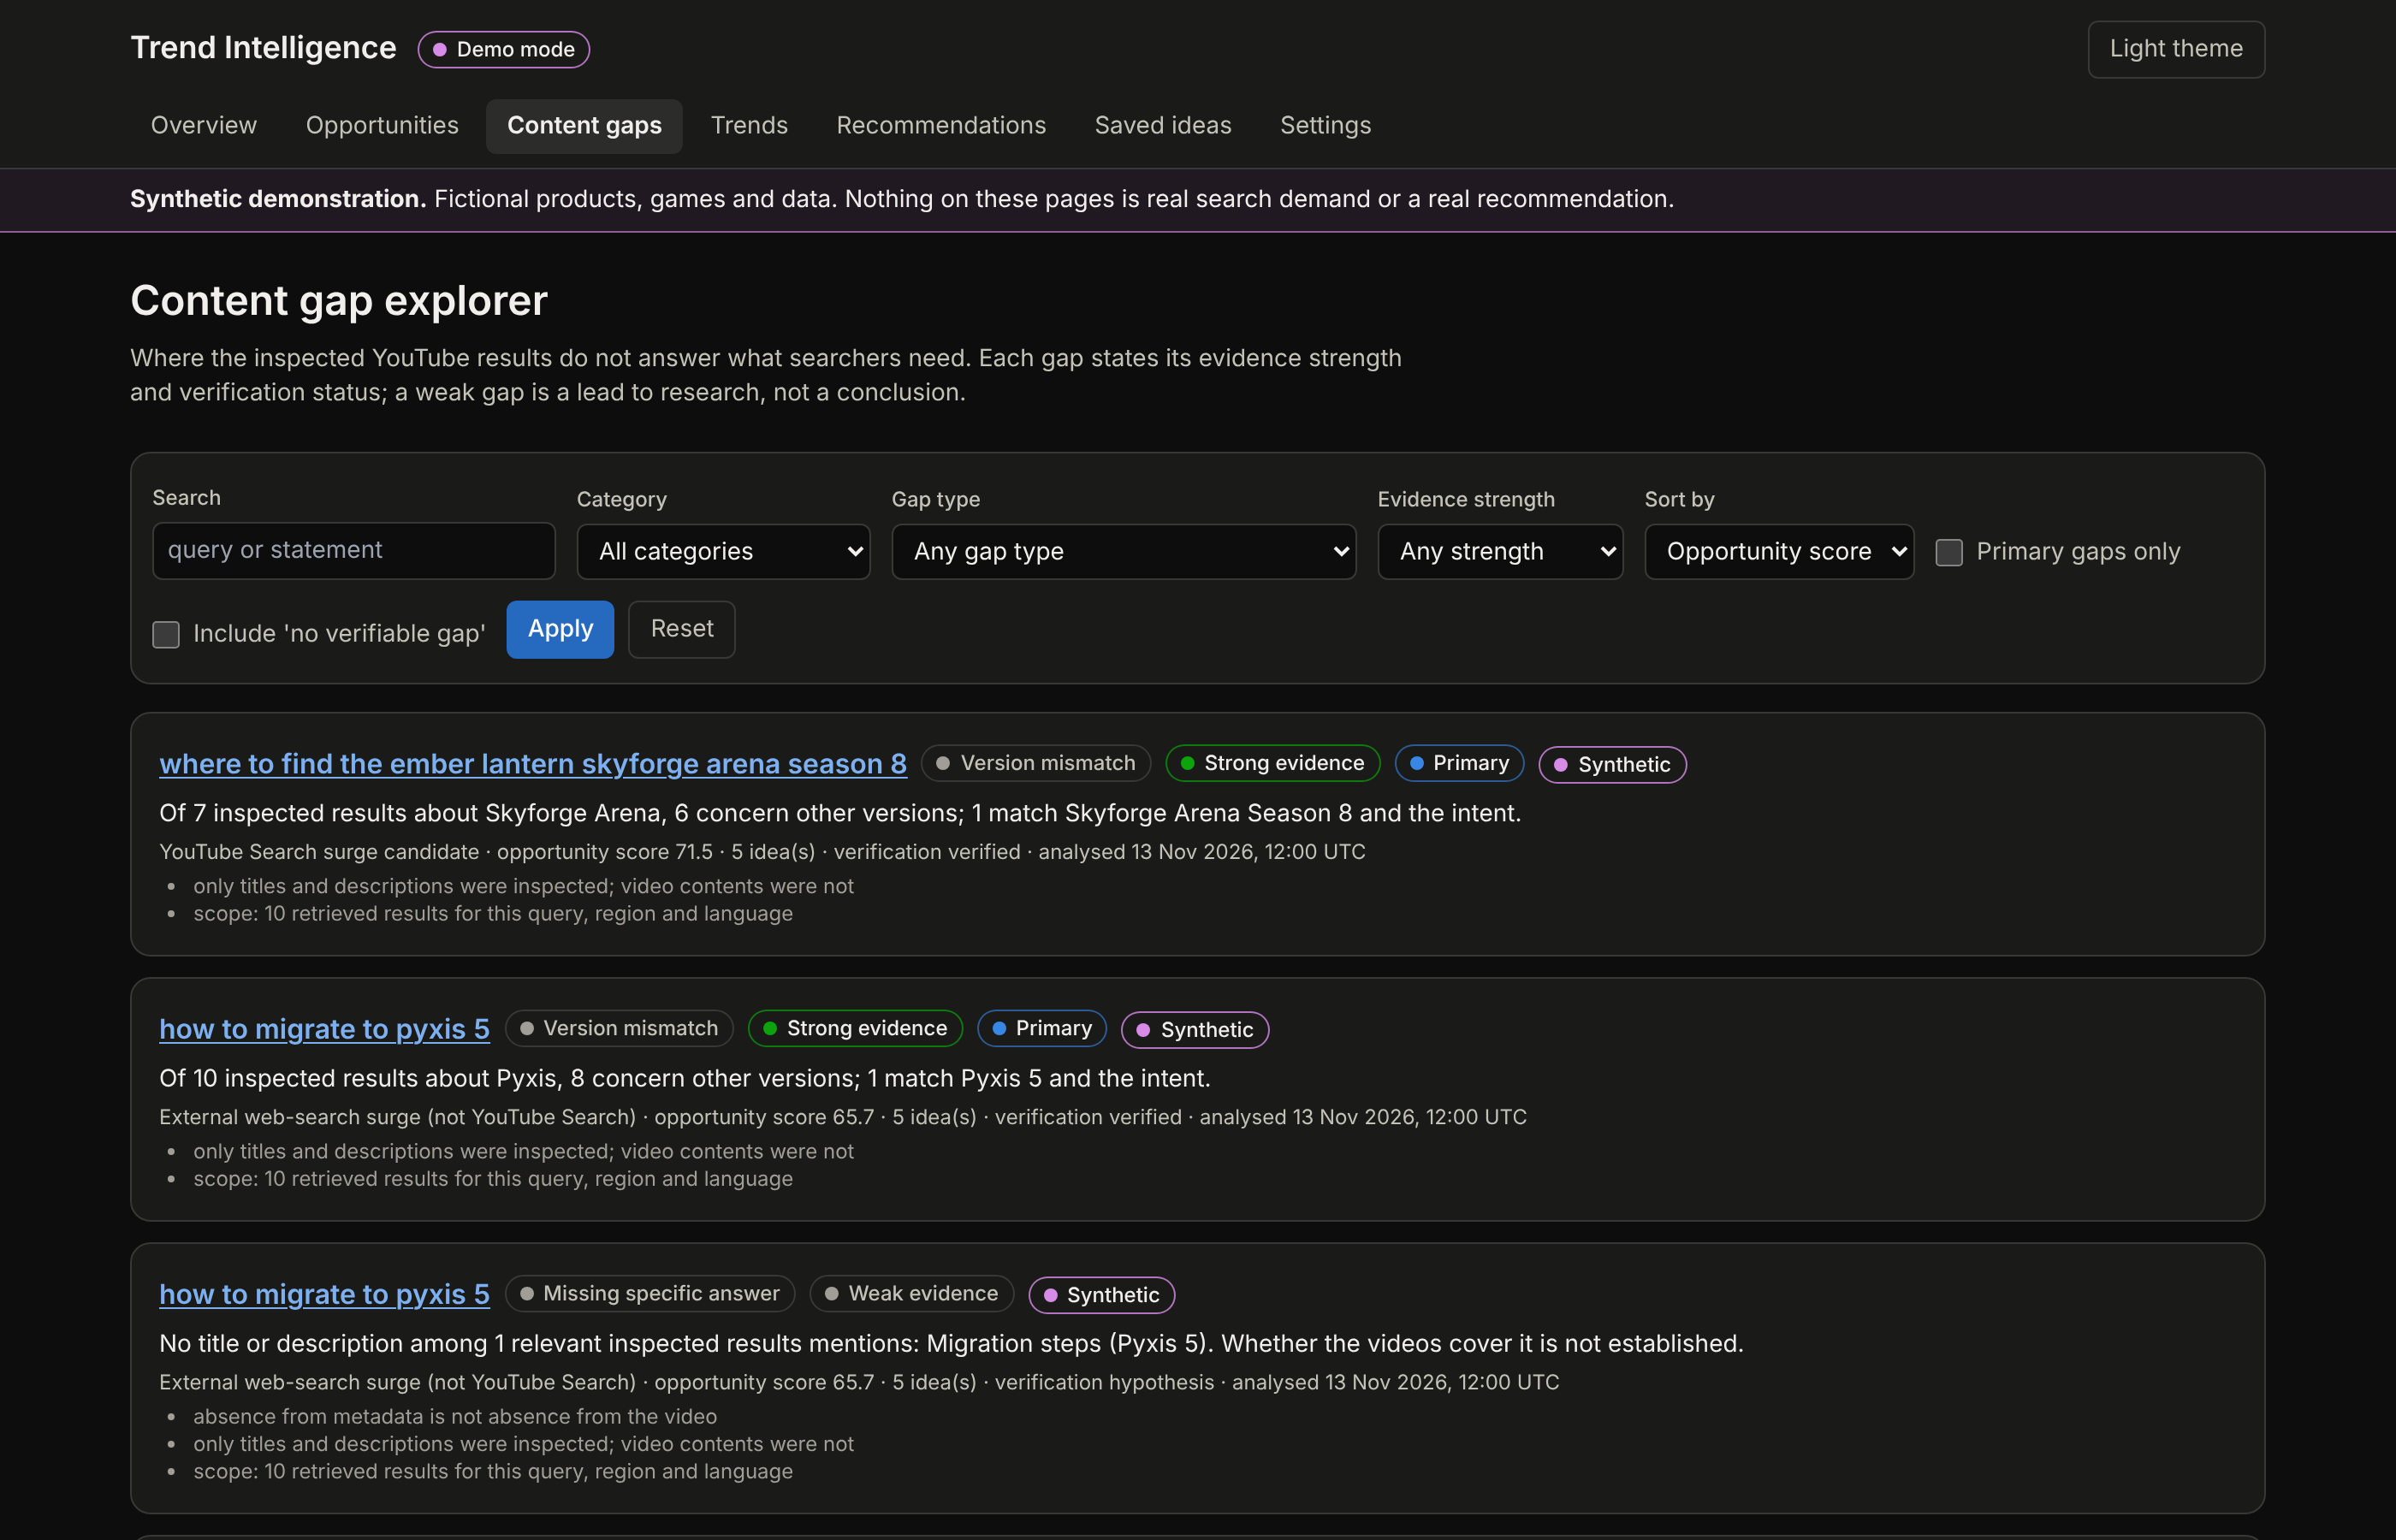 Trend Intelligence Demo mode Light theme
Overview Opportunities Content gaps Trends Recommendations Saved ideas Settings
Synthetic demonstration. Fictional products, games and data. Nothing on these pages is real search demand or a real recommendation.
Content gap explorer
Where the inspected YouTube results do not answer what searchers need. Each gap states its evidence strength
and verification status; a weak gap is a lead to research, not a conclusion.
Search Category Gap type Evidence strength Sort by
query or statement All categories Any gap type Any strength Opportunity score Primary gaps only
Include 'no verifiable gap' Apply Reset
where to find the ember lantern skyforge arena season 8 Version mismatch Strong evidence Primary Synthetic
Of 7 inspected results about Skyforge Arena, 6 concern other versions; 1 match Skyforge Arena Season 8 and the intent.
YouTube Search surge candidate · opportunity score 71.5 · 5 idea(s) · verification verified · analysed 13 Nov 2026, 12:00 UTC
• only titles and descriptions were inspected; video contents were not
• scope: 10 retrieved results for this query, region and language
how to migrate to pyxis 5 Version mismatch Strong evidence Primary Synthetic
Of 10 inspected results about Pyxis, 8 concern other versions; 1 match Pyxis 5 and the intent.
External web-search surge (not YouTube Search) · opportunity score 65.7 · 5 idea(s) · verification verified · analysed 13 Nov 2026, 12:00 UTC
• only titles and descriptions were inspected; video contents were not
• scope: 10 retrieved results for this query, region and language
how to migrate to pyxis 5 Missing specific answer Weak evidence Synthetic
No title or description among 1 relevant inspected results mentions: Migration steps (Pyxis 5). Whether the videos cover it is not established.
External web-search surge (not YouTube Search) · opportunity score 65.7 · 5 idea(s) · verification hypothesis · analysed 13 Nov 2026, 12:00 UTC
• absence from metadata is not absence from the video
• only titles and descriptions were inspected; video contents were not
• scope: 10 retrieved results for this query, region and language